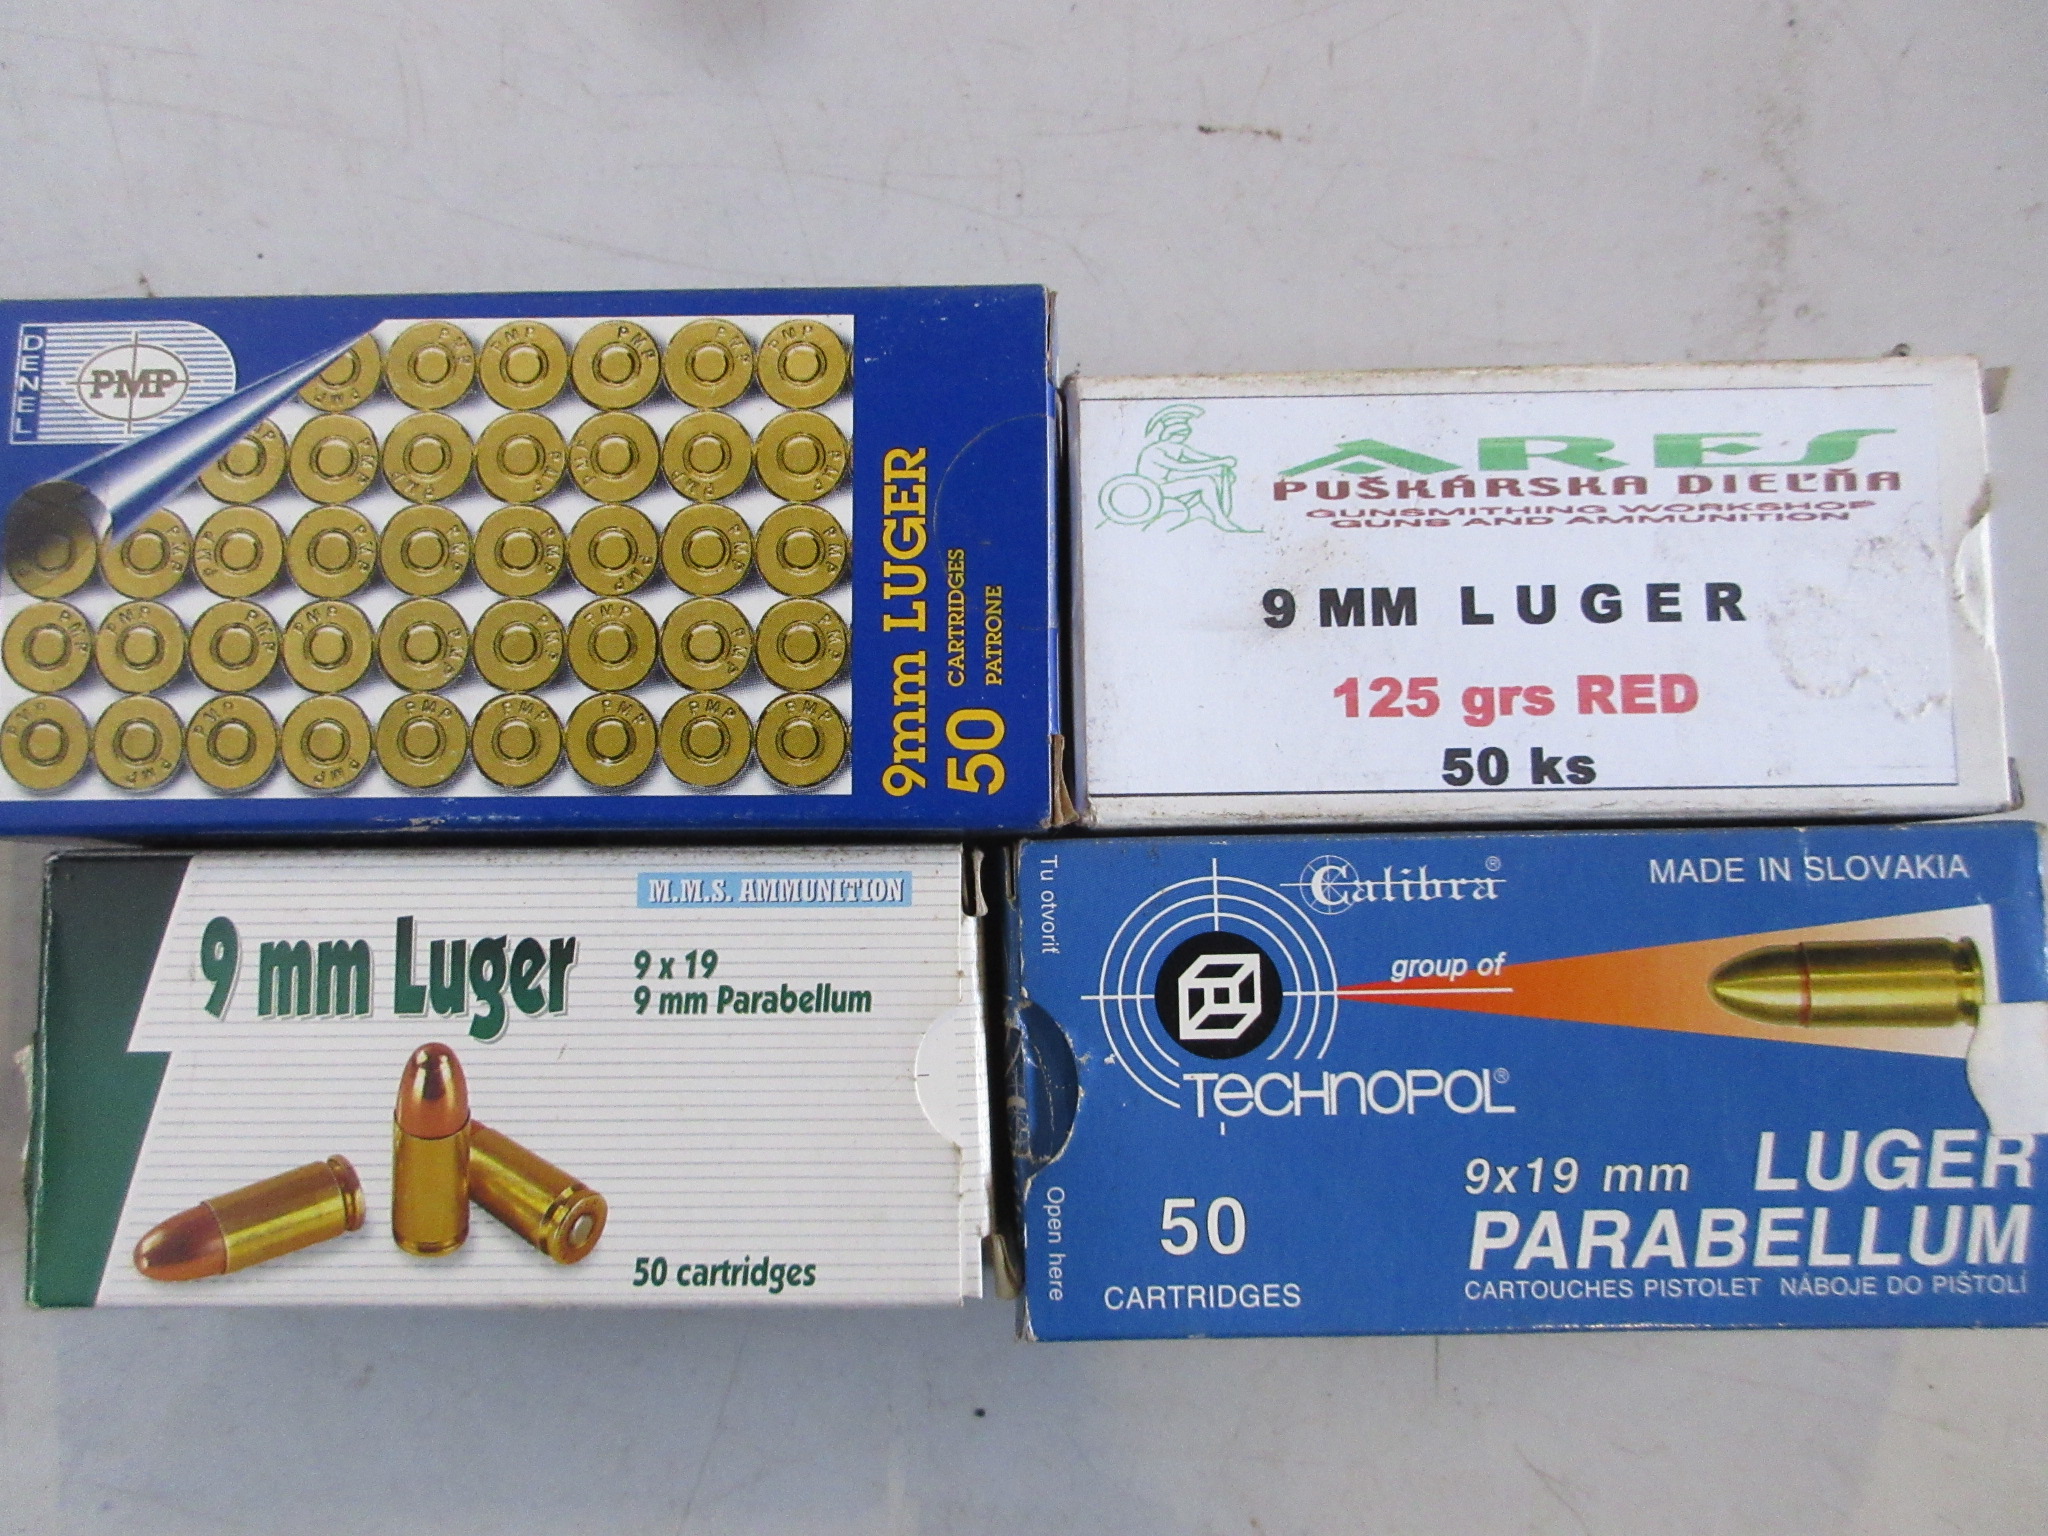 DENEL
PMP
9mm LUGER
50 CARTRIDGES
PATRONE
ARES
PUŠKÁRSKA DIEĽŇA
GUNSMITHING WORKSHOP
GUNS AND AMMUNITION
9 MM LUGER
125 grs RED
50 ks
M.M.S. AMMUNITION
9 mm Luger
9 x 19
9 mm Parabellum
50 cartridges
Tu otvoriť
Open here
Calibra®
MADE IN SLOVAKIA
group of
TECHNOPOL®
9x19 mm LUGER
PARABELLUM
50
CARTRIDGES
CARTOUCHES PISTOLET NÁBOJE DO PIŠTOLÍ